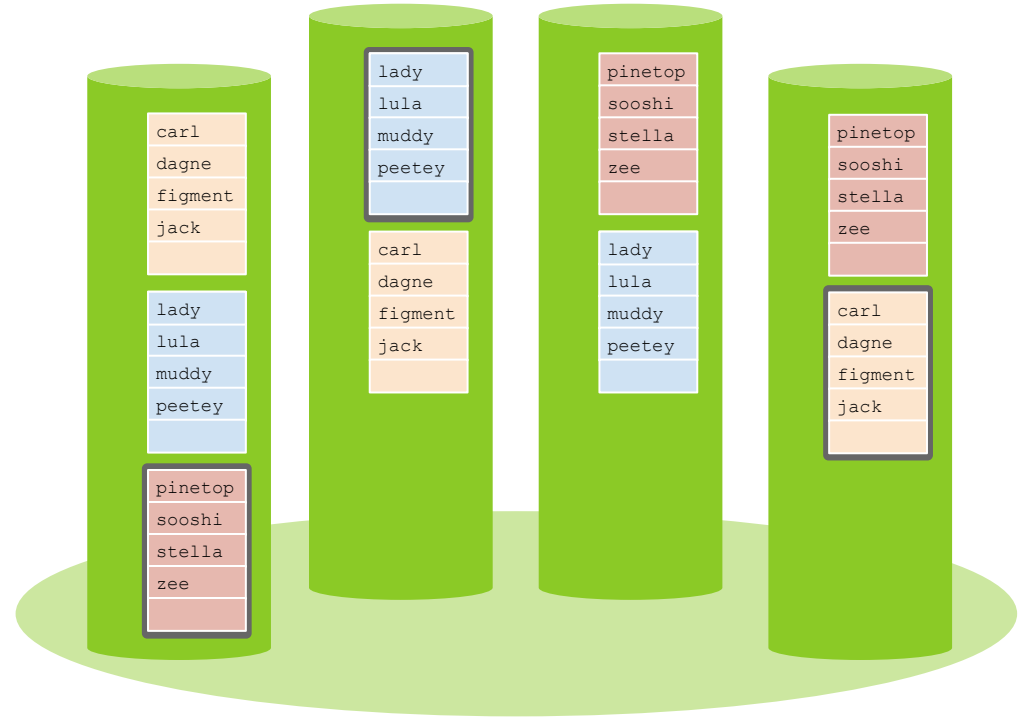 carl
dagne
figment
jack
lady
lula
muddy
peetey
pinetop
sooshi
stella
zee
lady
lula
muddy
peetey
carl
dagne
figment
jack
pinetop
sooshi
stella
zee
lady
lula
muddy
peetey
pinetop
sooshi
stella
zee
carl
dagne
figment
jack